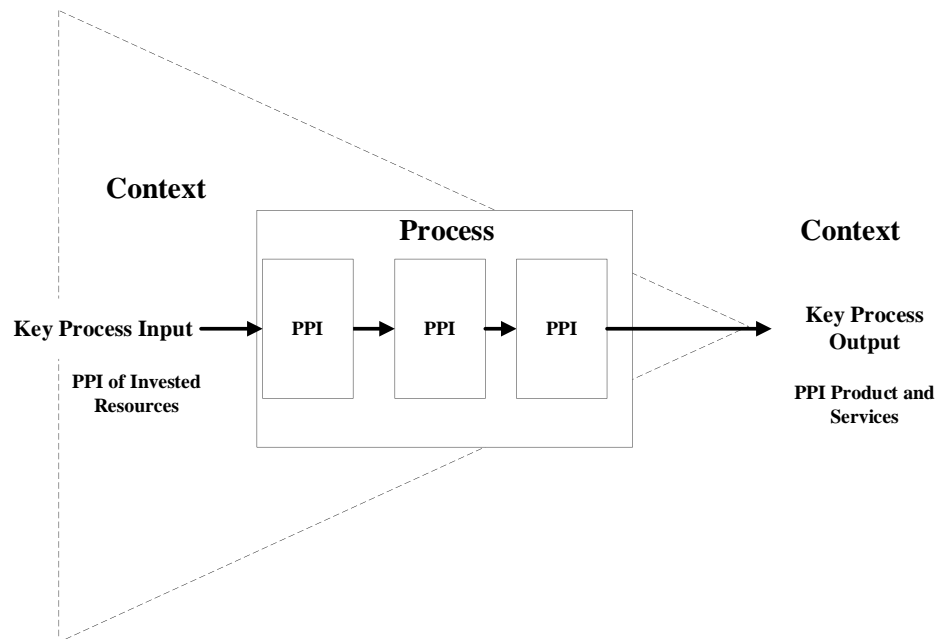 Context
Process
Context
PPI
PPI
PPI
Key Process Input
Key Process
Output
PPI of Invested
Resources
PPI Product and
Services